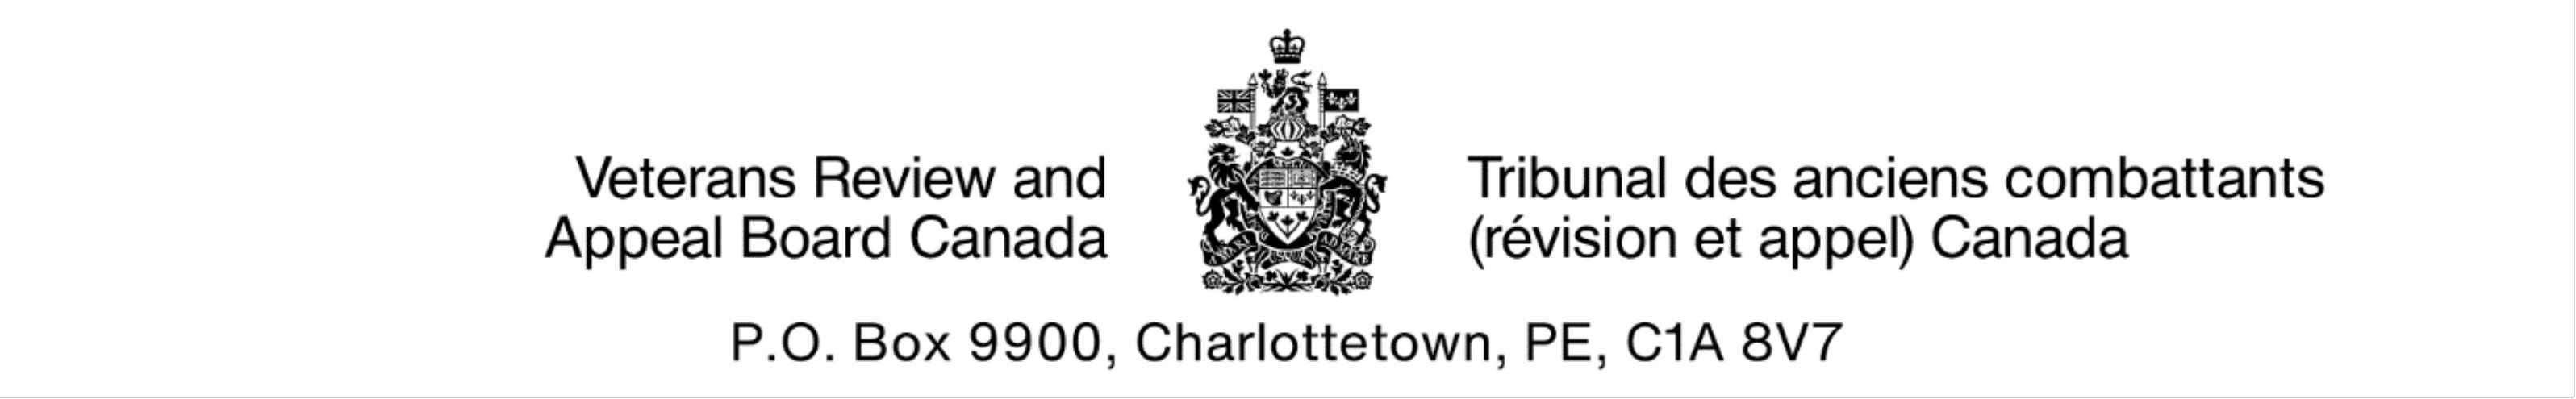 Veterans Review and
Appeal Board Canada
Tribunal des anciens combattants
(révision et appel) Canada
P.O. Box 9900, Charlottetown, PE, C1A 8V7